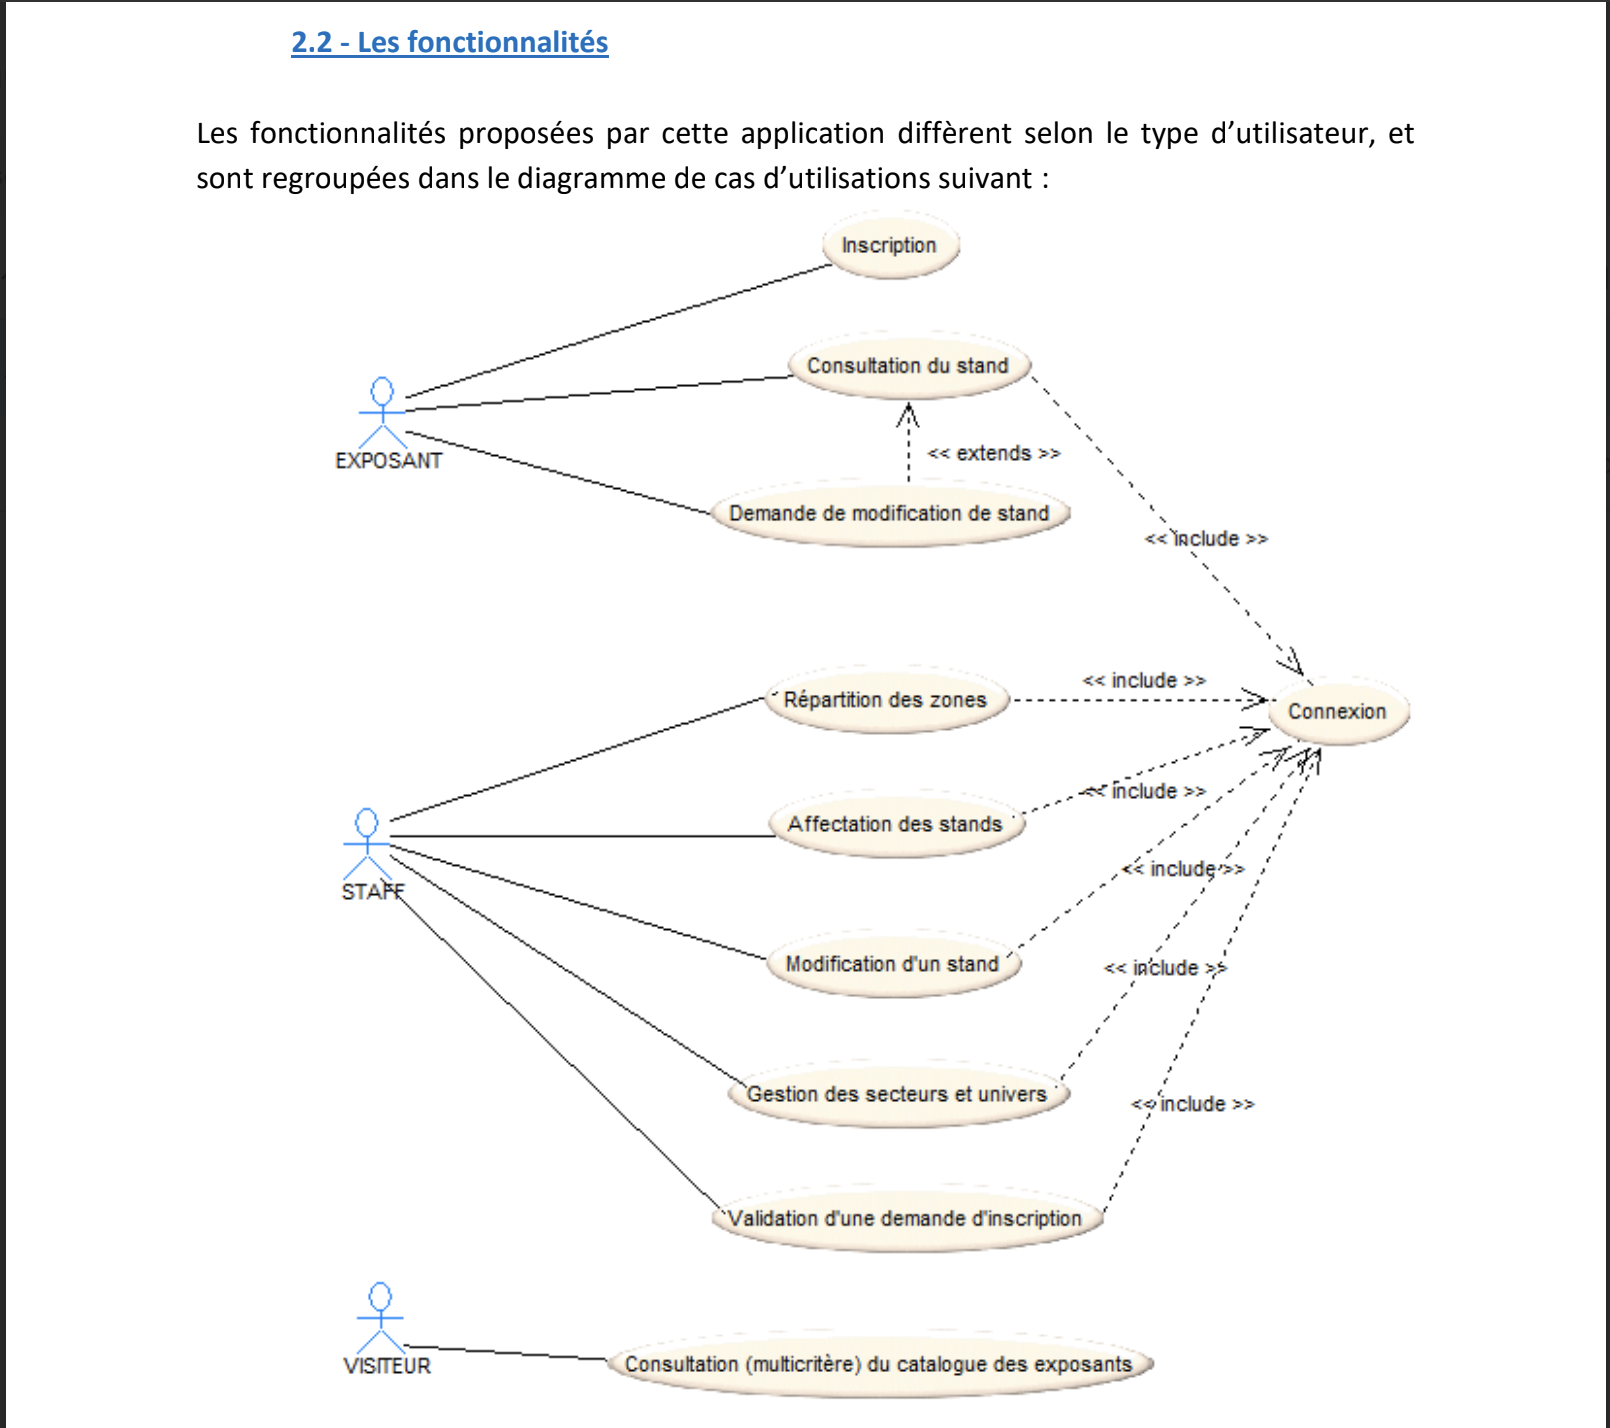 2.2 - Les fonctionnalités
Les fonctionnalités proposées par cette application diffèrent selon le type d’utilisateur, et
sont regroupées dans le diagramme de cas d’utilisations suivant :
Inscription
Consultation du stand
<< extends >>
EXPOSANT
Demande de modification de stand
<< include >>
<< include >>
Répartition des zones
Connexion
<< include >>
Affectation des stands
<< include >>
STAFF
Modification d'un stand
<< include >>
Gestion des secteurs et univers
<< include >>
Validation d'une demande d'inscription
VISITEUR
Consultation (multicritère) du catalogue des exposants